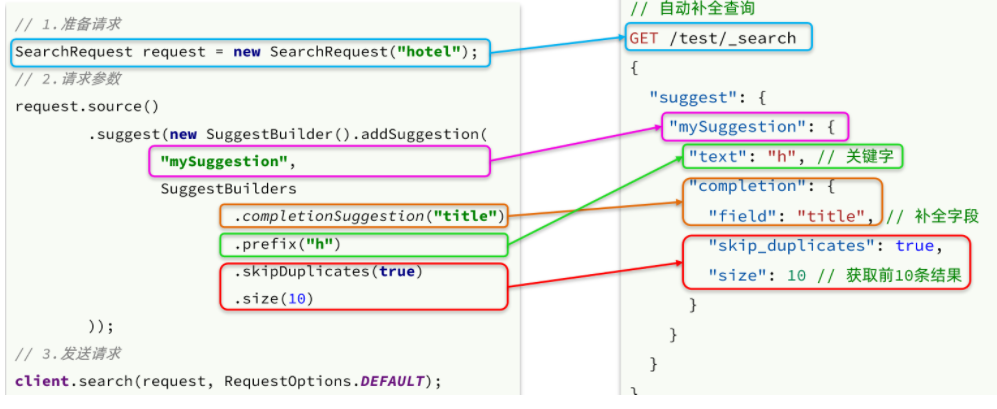 // 1.准备请求
SearchRequest request = new SearchRequest("hotel");
// 2.请求参数
request.source()
        .suggest(new SuggestBuilder().addSuggestion(
                "mySuggestion",
                SuggestBuilders
                        .completionSuggestion("title")
                        .prefix("h")
                        .skipDuplicates(true)
                        .size(10)
        ));
// 3.发送请求
client.search(request, RequestOptions.DEFAULT);
// 自动补全查询
GET /test/_search
{
  "suggest": {
    "mySuggestion": {
      "text": "h", // 关键字
      "completion": {
        "field": "title", // 补全字段
        "skip_duplicates": true,
        "size": 10 // 获取前10条结果
      }
    }
  }
}